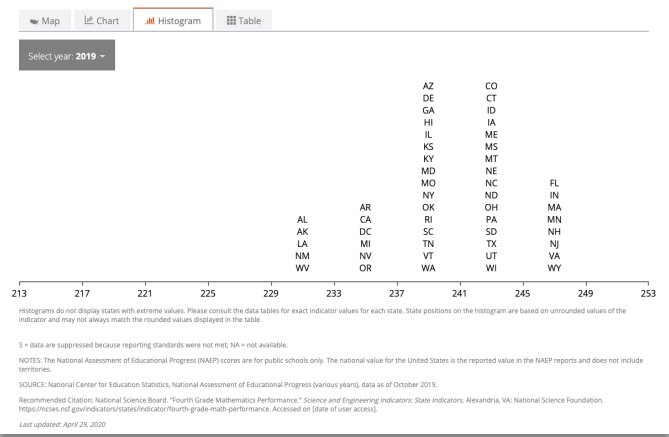 Map Chart Histogram Table
Select year: 2019
AZ CO
DE CT
GA ID
HI IA
IL ME
KS MS
KY MT
MD NE
MO NC FL
NY ND IN
AR OK OH MA
AL CA RI PA MN
AK DC SC SD NH
LA MI TN TX NJ
NM NV VT UT VA
WV OR WA WI WY
213 217 221 225 229 233 237 241 245 249 253
Histograms do not display states with extreme values. Please consult the data tables for exact indicator values for each state. State positions on the histogram are based on unrounded values of the
indicator and may not always match the rounded values displayed in the table.
S = data are suppressed because reporting standards were not met; NA = not available.
NOTES: The National Assessment of Educational Progress (NAEP) scores are for public schools only. The national value for the United States is the reported value in the NAEP reports and does not include
territories.
SOURCE: National Center for Education Statistics, National Assessment of Educational Progress (various years), data as of October 2019.
Recommended Citation: National Science Board. "Fourth Grade Mathematics Performance." Science and Engineering Indicators: State Indicators. Alexandria, VA: National Science Foundation.
https://ncses.nsf.gov/indicators/states/indicator/fourth-grade-math-performance. Accessed on [date of user access].
Last updated: April 29, 2020